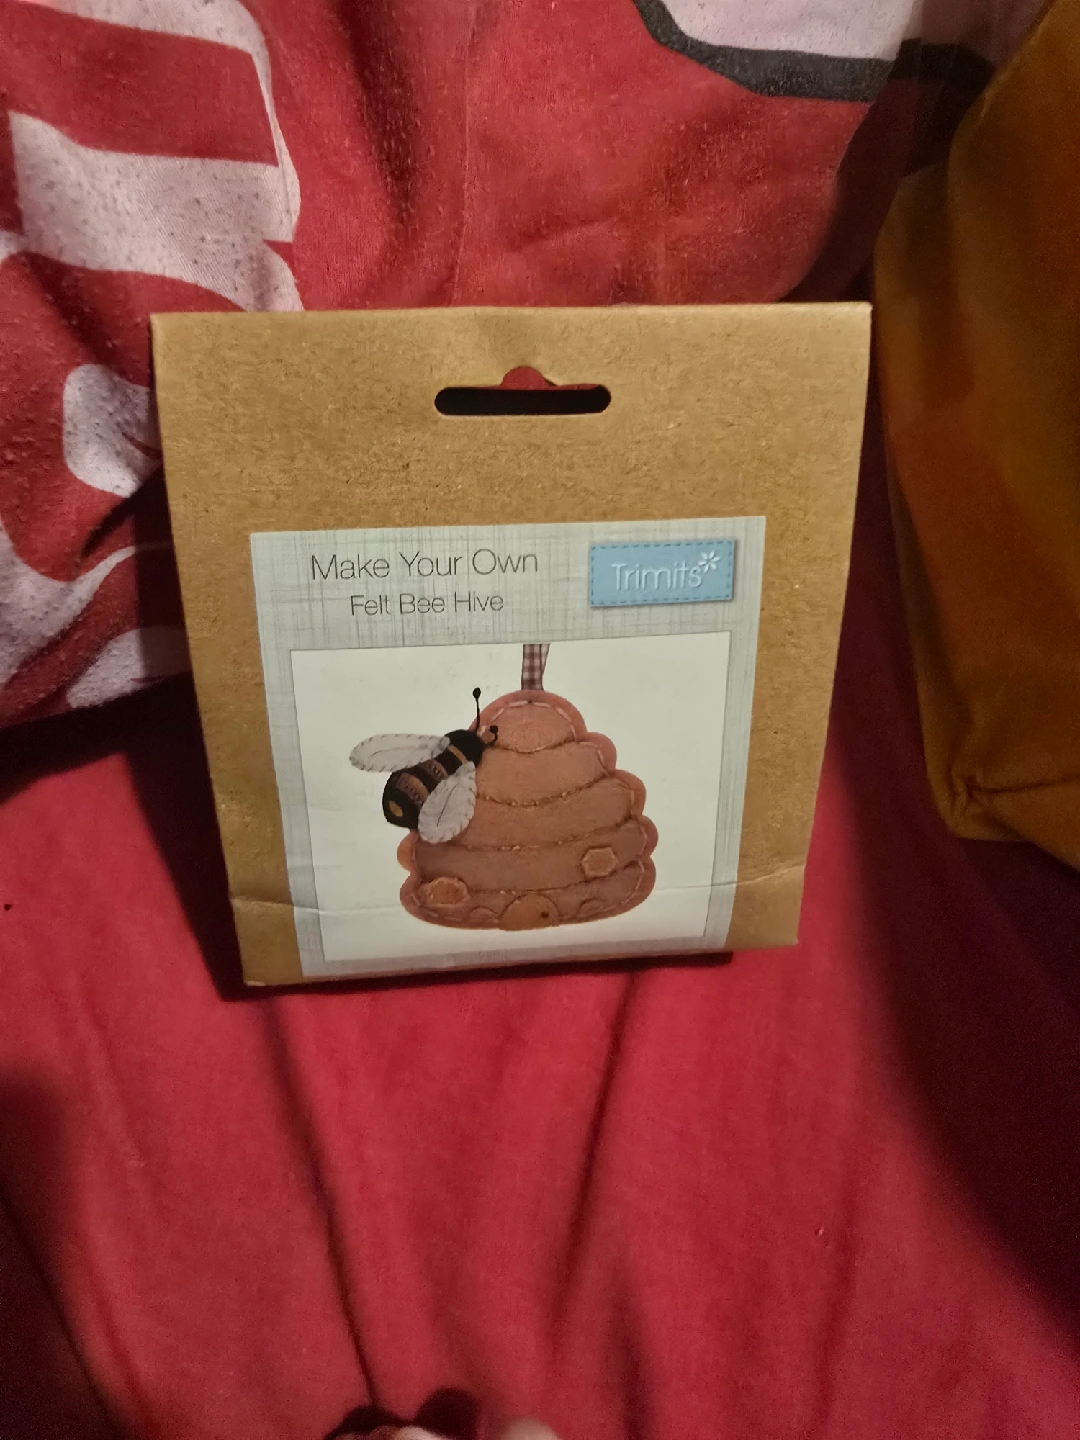 Make Your Own
Felt Bee Hive
Trimits